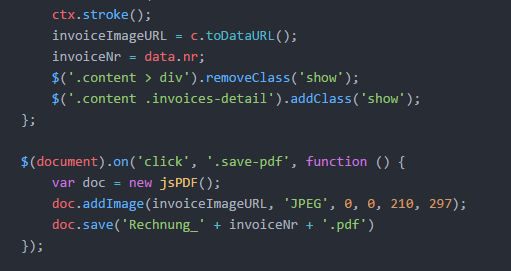 ctx.stroke();
invoiceImageURL = c.toDataURL();
invoiceNr = data.nr;
$('.content > div').removeClass('show');
$('.content .invoices-detail').addClass('show');
};
$(document).on('click', '.save-pdf', function () {
var doc = new jsPDF();
doc.addImage(invoiceImageURL, 'JPEG', 0, 0, 210, 297);
doc.save('Rechnung_' + invoiceNr + '.pdf')
});